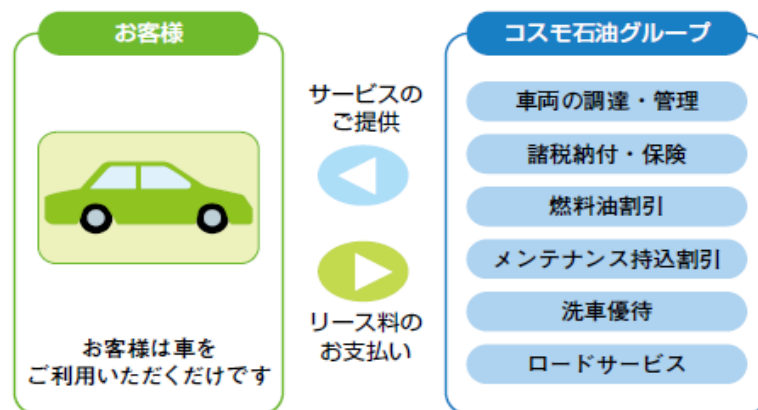 お客様
お客様は車を
ご利用いただくだけです
サービスの
ご提供
リース料の
お支払い
コスモ石油グループ
車両の調達・管理
諸税納付・保険
燃料油割引
メンテナンス持込割引
洗車優待
ロードサービス